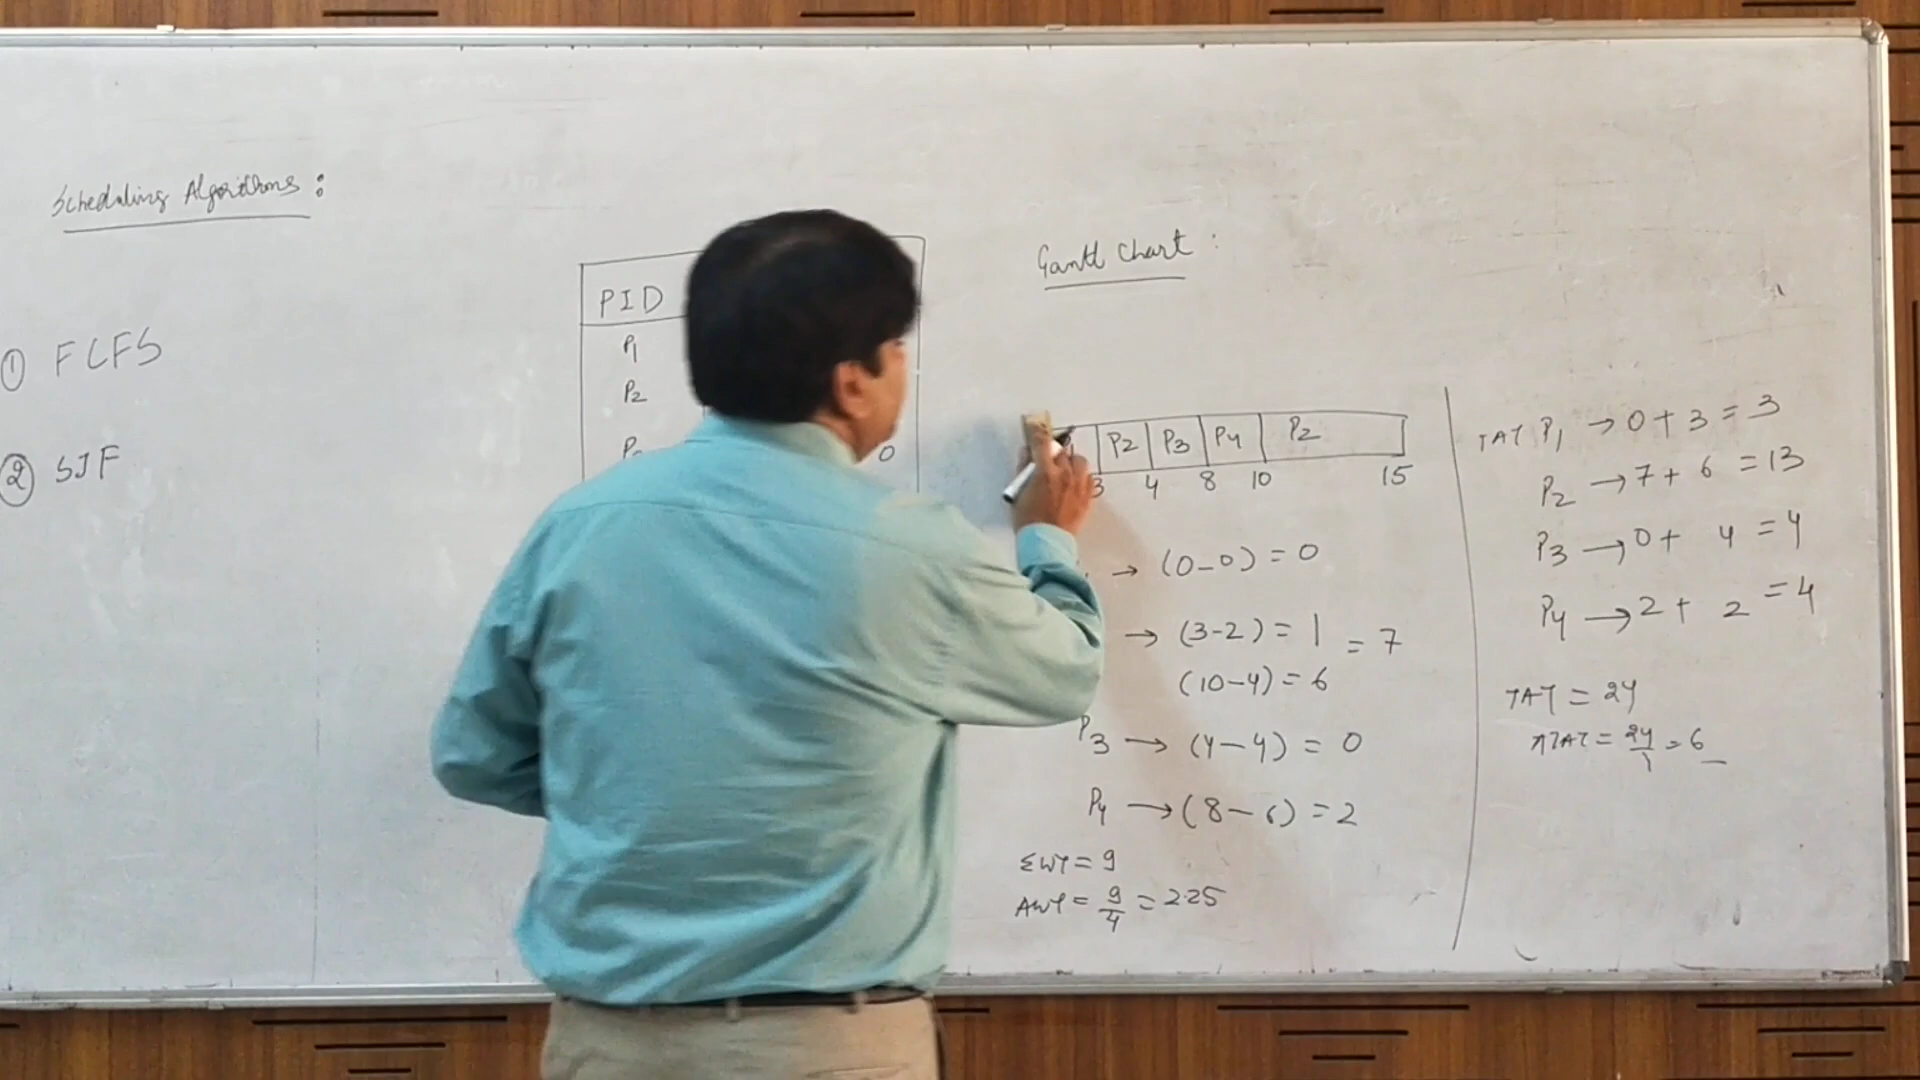 Scheduling Algorithms :
① FCFS
② SJF
PID
P1
P2
0
Gantt Chart :
P2 P3 P4 P2
3 4 8 10 15
→ (0-0) = 0
→ (3-2) = 1 = 7
(10-4) = 6
P3 → (4-4) = 0
P4 → (8-6) = 2
ΣWT = 9
AWT = 9/4 = 2.25
TAT P1 → 0 + 3 = 3
P2 → 7 + 6 = 13
P3 → 0 + 4 = 4
P4 → 2 + 2 = 4
TAT = 24
ATAT = 24/ = 6